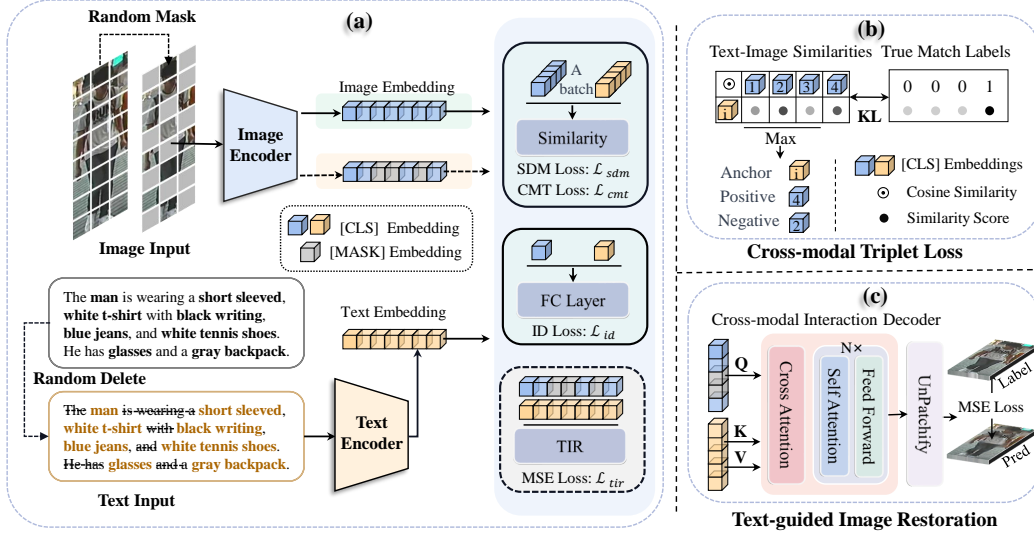 (a)
Random Mask
Image Input
Image
Encoder
Image Embedding
[CLS] Embedding
[MASK] Embedding
A
batch
Similarity
SDM Loss: ℒ sdm
CMT Loss: ℒ cmt
FC Layer
ID Loss: ℒ id
TIR
MSE Loss: ℒ tir
The man is wearing a short sleeved,
white t-shirt with black writing,
blue jeans, and white tennis shoes.
He has glasses and a gray backpack.
Random Delete
The man is wearing a short sleeved,
white t-shirt with black writing,
blue jeans, and white tennis shoes.
He has glasses and a gray backpack.
Text Input
Text
Encoder
Text Embedding
(b)
Text-Image Similarities
True Match Labels
1 2 3 4
i
0 0 0 1
KL
Max
Anchor i
Positive 4
Negative 2
[CLS] Embeddings
Cosine Similarity
Similarity Score
Cross-modal Triplet Loss
(c)
Cross-modal Interaction Decoder
Q
K
V
Cross Attention
N×
Self Attention
Feed Forward
UnPatchify
Label
MSE Loss
Pred
Text-guided Image Restoration